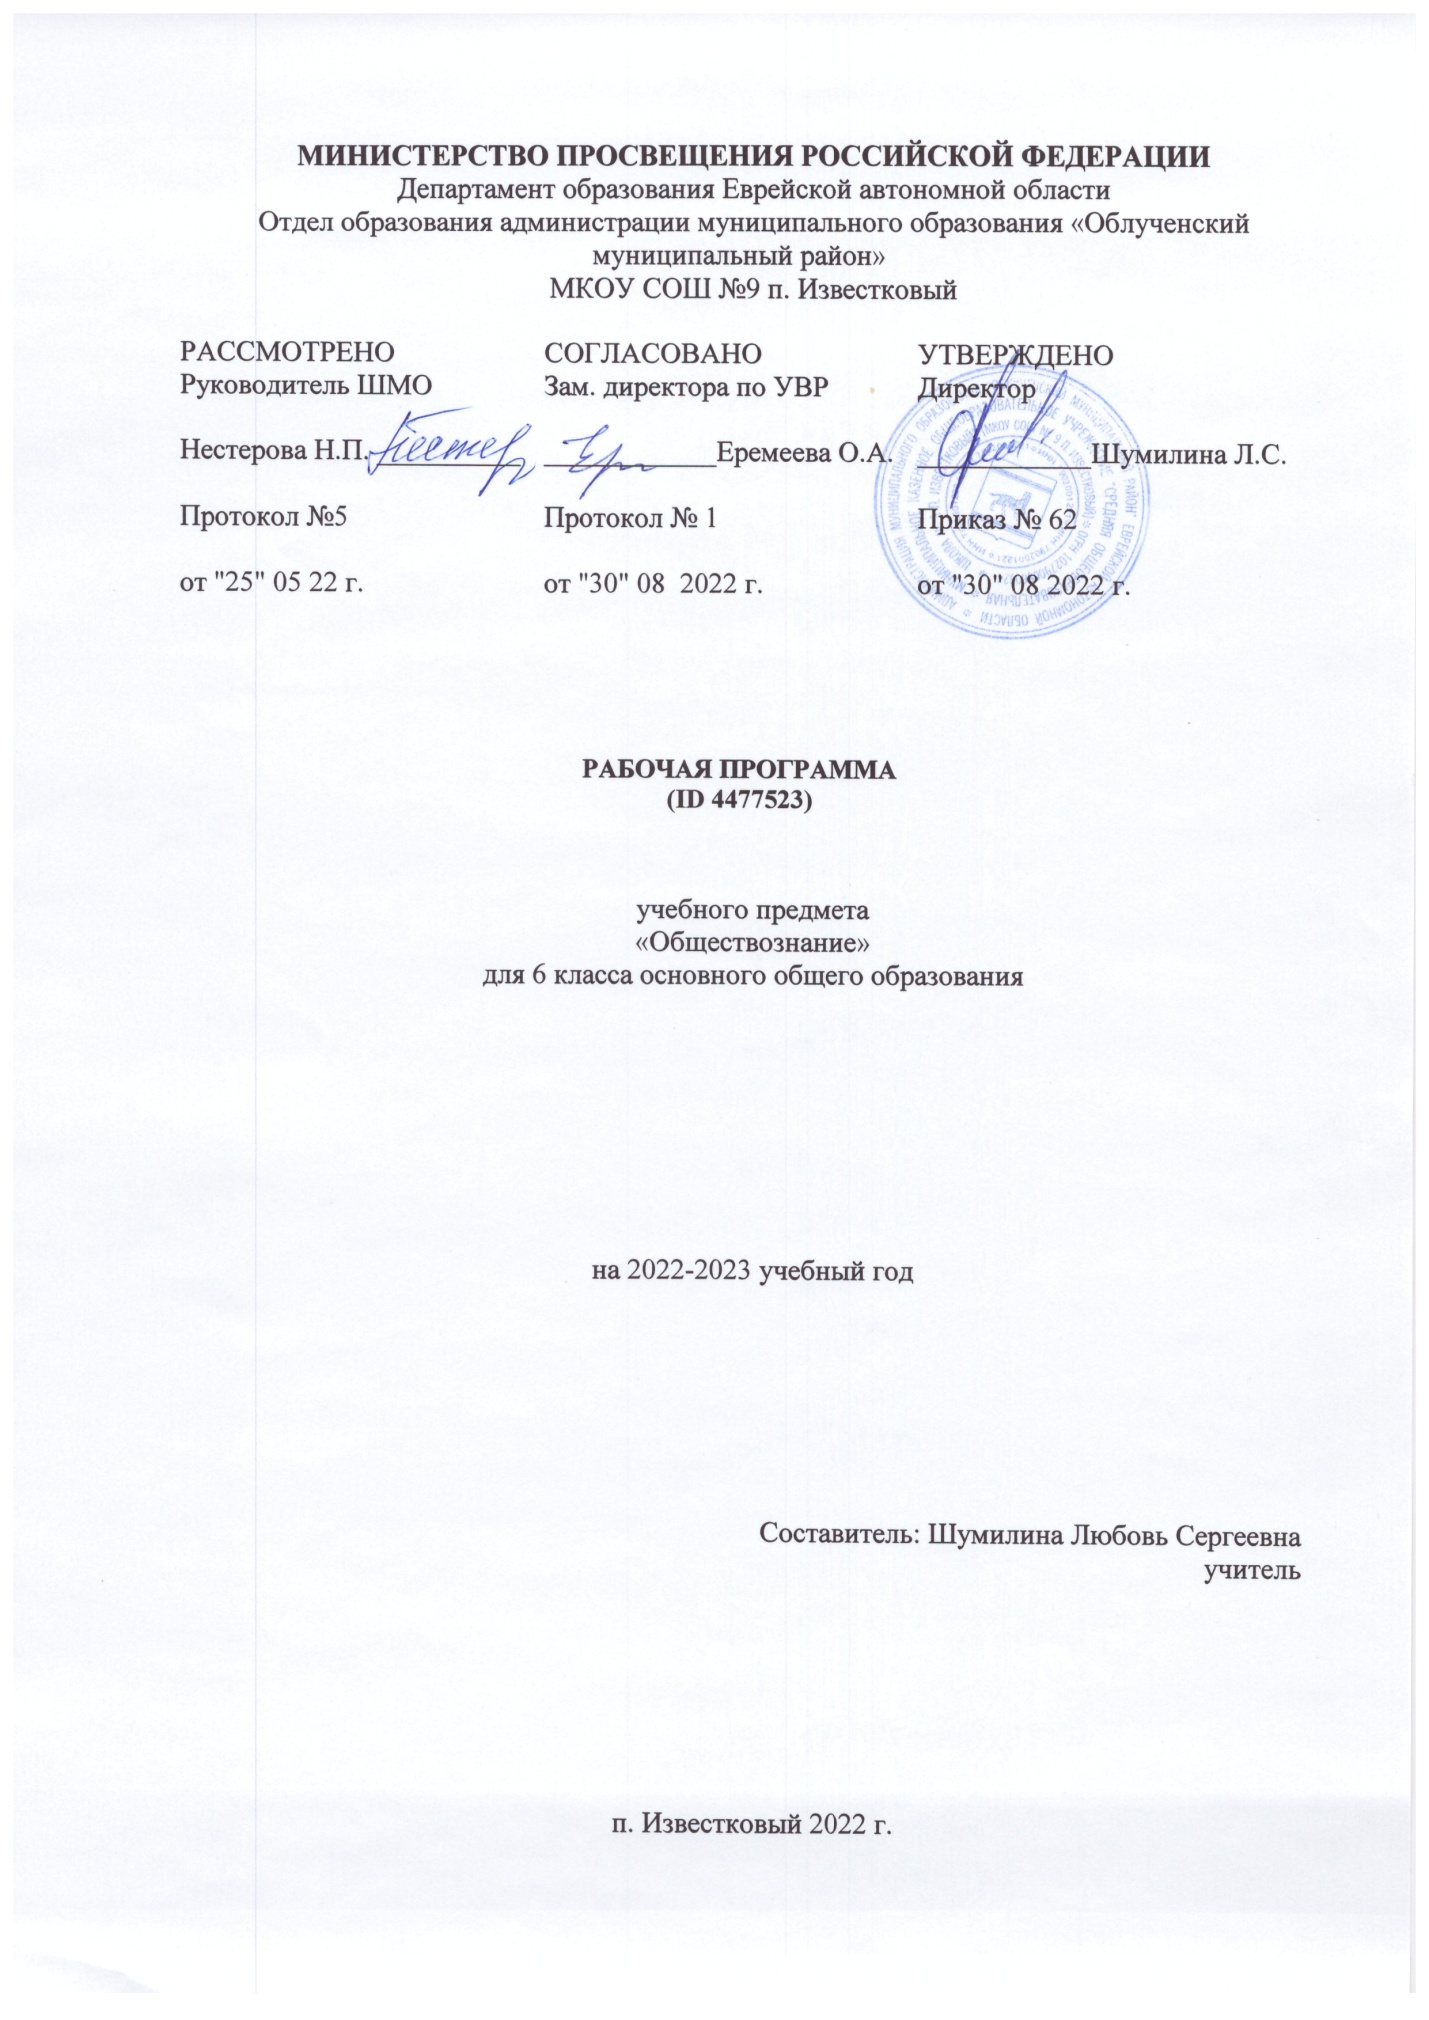 МИНИСТЕРСТВО ПРОСВЕЩЕНИЯ РОССИЙСКОЙ ФЕДЕРАЦИИ
Департамент образования Еврейской автономной области
Отдел образования администрации муниципального образования «Облученский
муниципальный район»
МКОУ СОШ №9 п. Известковый
РАССМОТРЕНО
Руководитель ШМО
Нестерова Н.П.
Протокол №5
от "25" 05 22 г.
СОГЛАСОВАНО
Зам. директора по УВР
Еремеева О.А.
Протокол № 1
от "30" 08 2022 г.
УТВЕРЖДЕНО
Директор
Шумилина Л.С.
Приказ № 62
от "30" 08 2022 г.
РАБОЧАЯ ПРОГРАММА
(ID 4477523)
учебного предмета
«Обществознание»
для 6 класса основного общего образования
на 2022-2023 учебный год
Составитель: Шумилина Любовь Сергеевна
учитель
п. Известковый 2022 г.